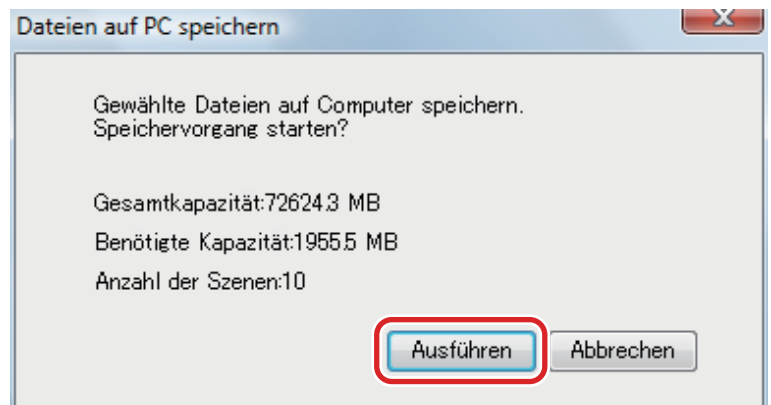 Dateien auf PC speichern
Gewählte Dateien auf Computer speichern.
Speichervorgang starten?
Gesamtkapazität:72624.3 MB
Benötigte Kapazität:1955.5 MB
Anzahl der Szenen:10
Ausführen Abbrechen